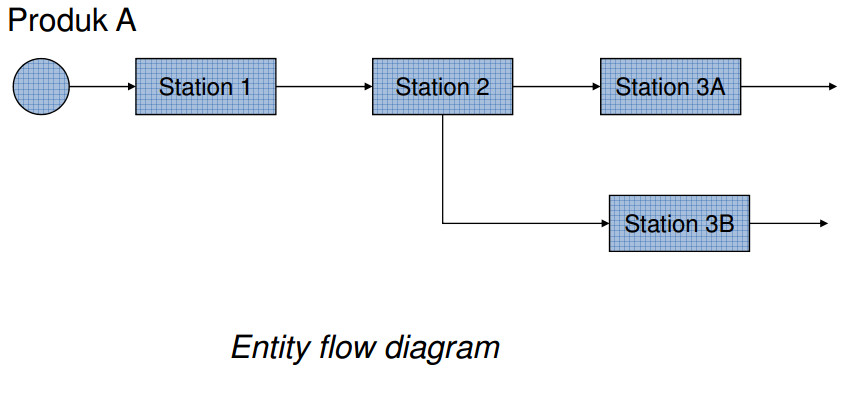 Produk A
Station 1
Station 2
Station 3A
Station 3B
Entity flow diagram